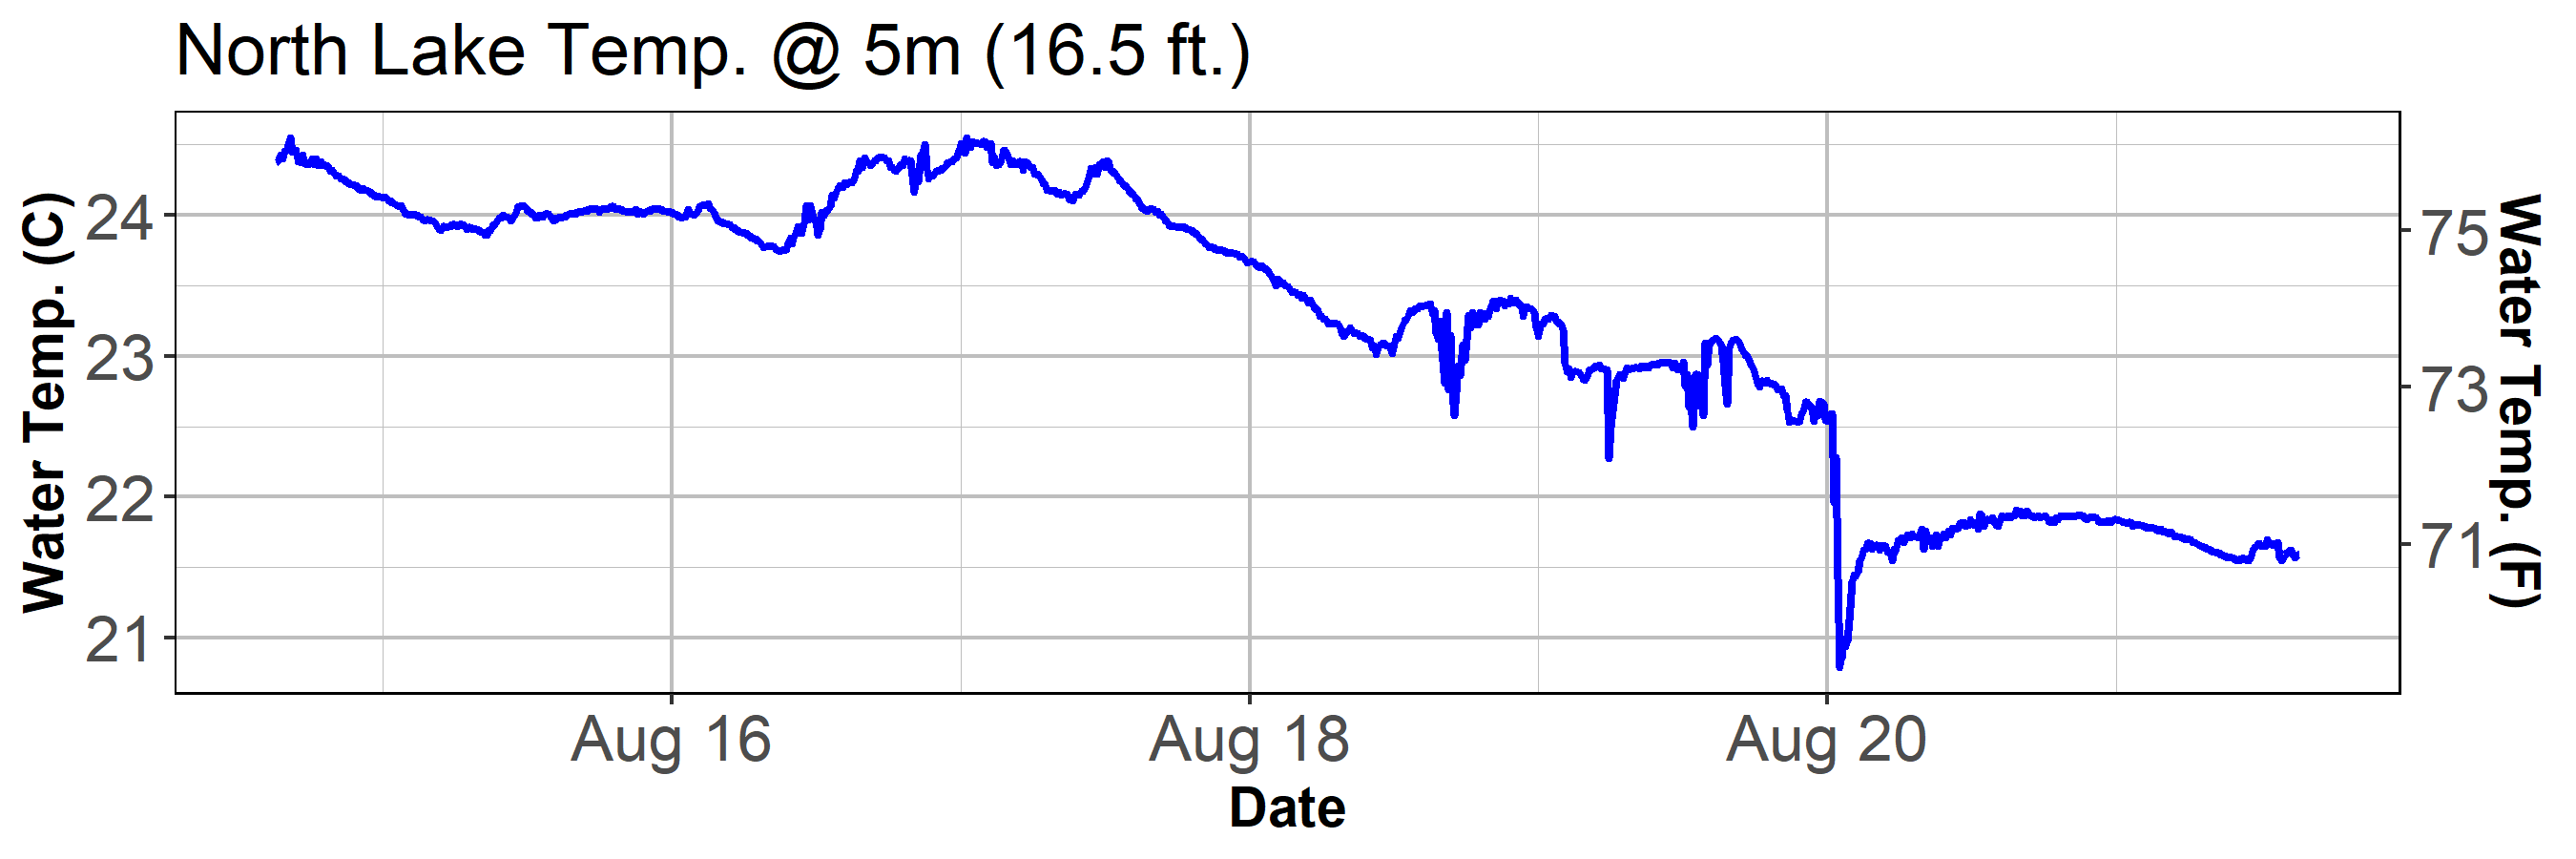 North Lake Temp. @ 5m (16.5 ft.)
Water Temp. (C)
24
23
22
21
75
73
71
Water Temp. (F)
Aug 16
Aug 18
Aug 20
Date